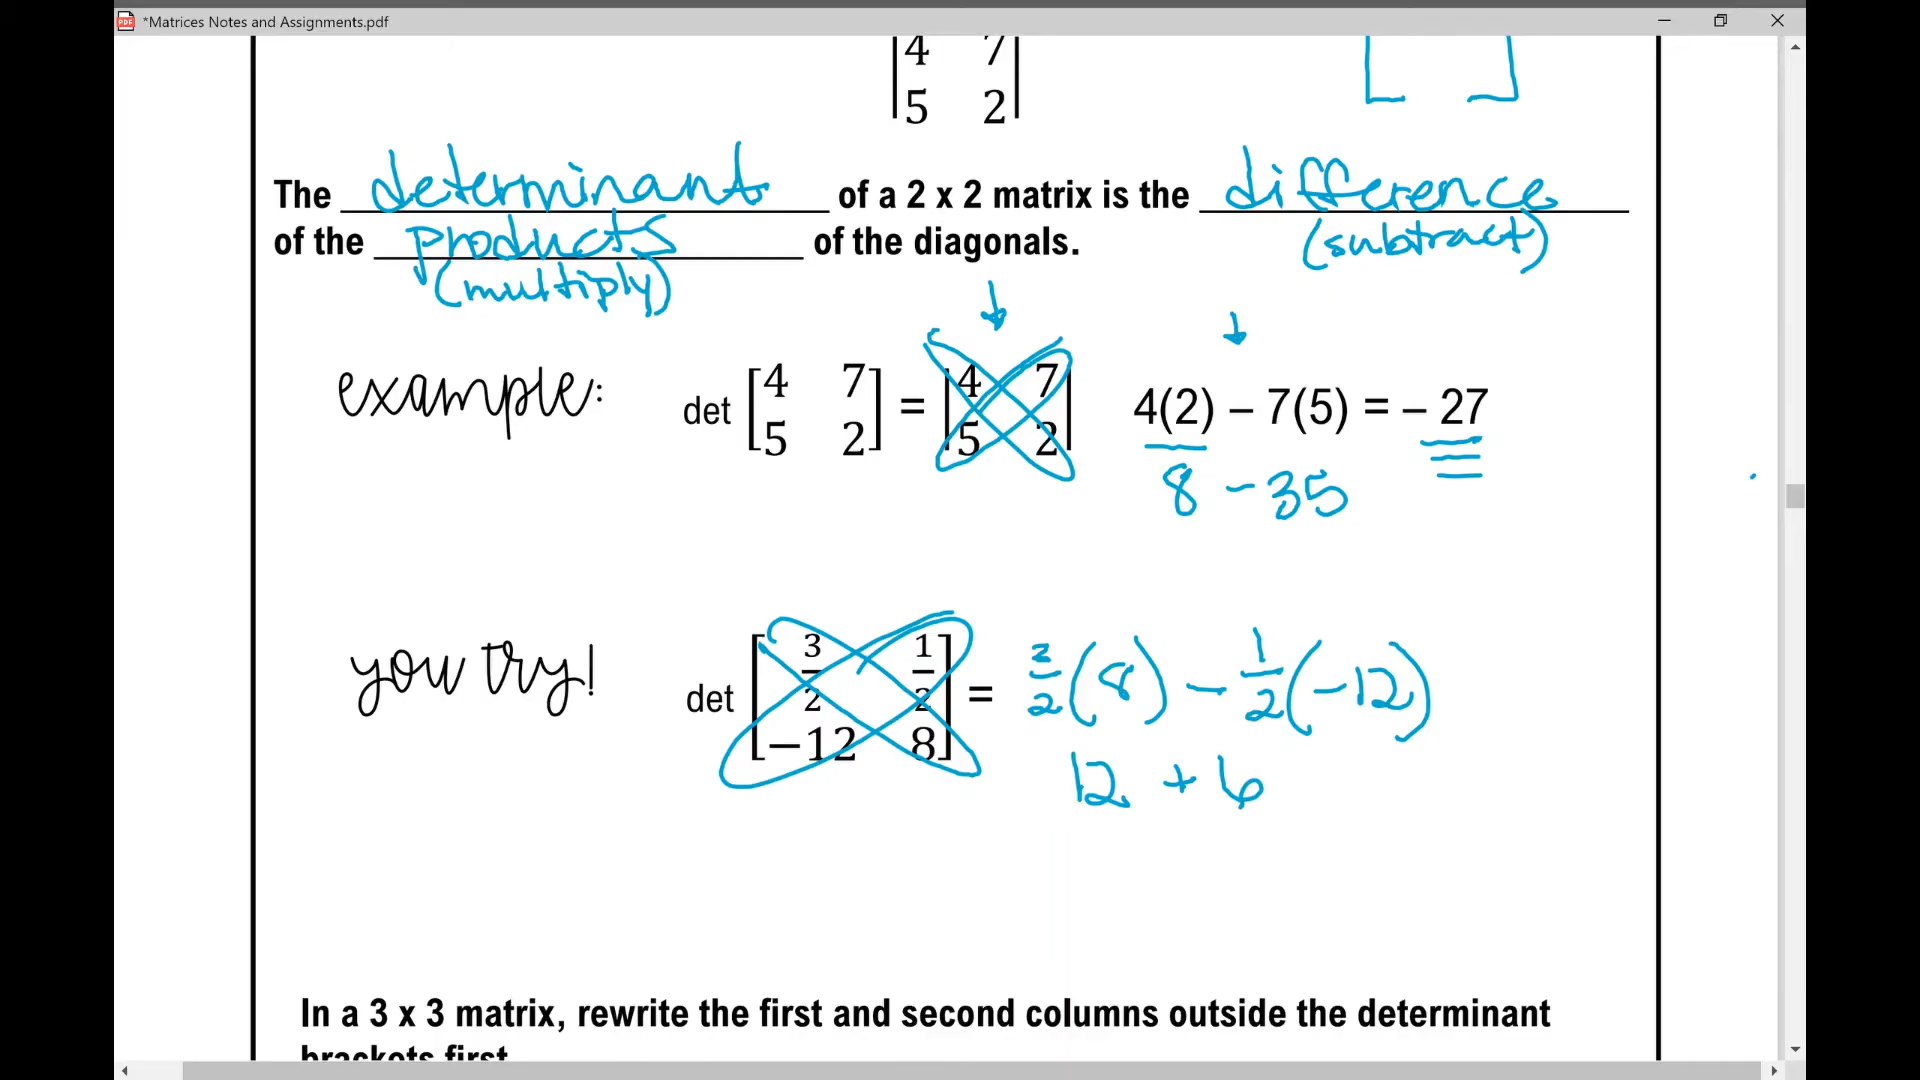 *Matrices Notes and Assignments.pdf
|4 7|
|5 2|
The determinant of a 2 x 2 matrix is the difference
of the products of the diagonals. (subtract)
(multiply)
example: det [4 7] = |4 7| 4(2) – 7(5) = – 27
[5 2] |5 2|
8 - 35
you try! det [3/2 1/2] = 3/2 (8) - 1/2 (-12)
[−12 8]
12 + 6
In a 3 x 3 matrix, rewrite the first and second columns outside the determinant
brackets first